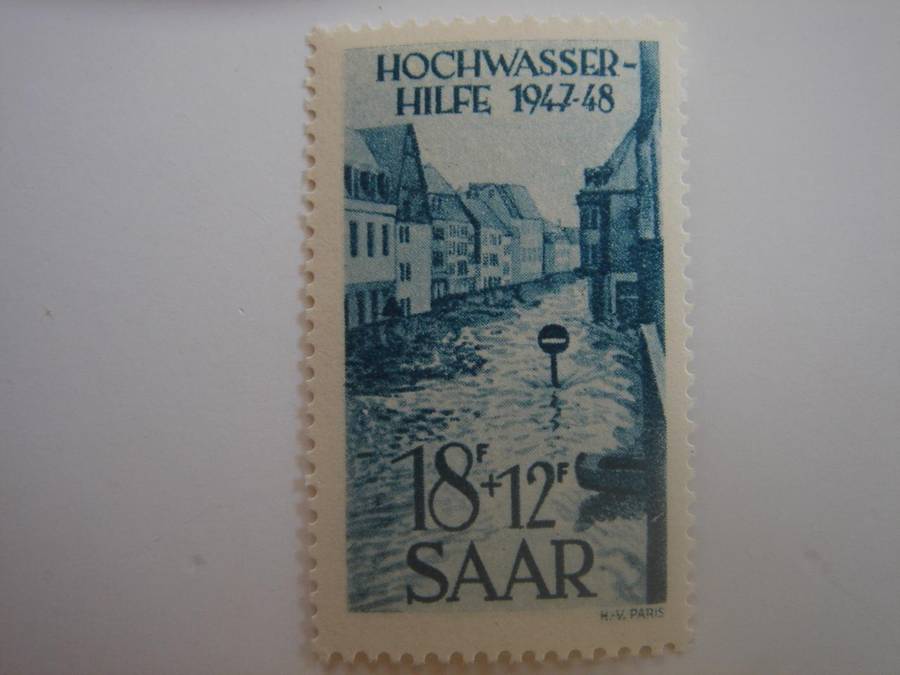 HOCHWASSER-
HILFE 1947-48
18F+12F
SAAR
H.-V. PARIS